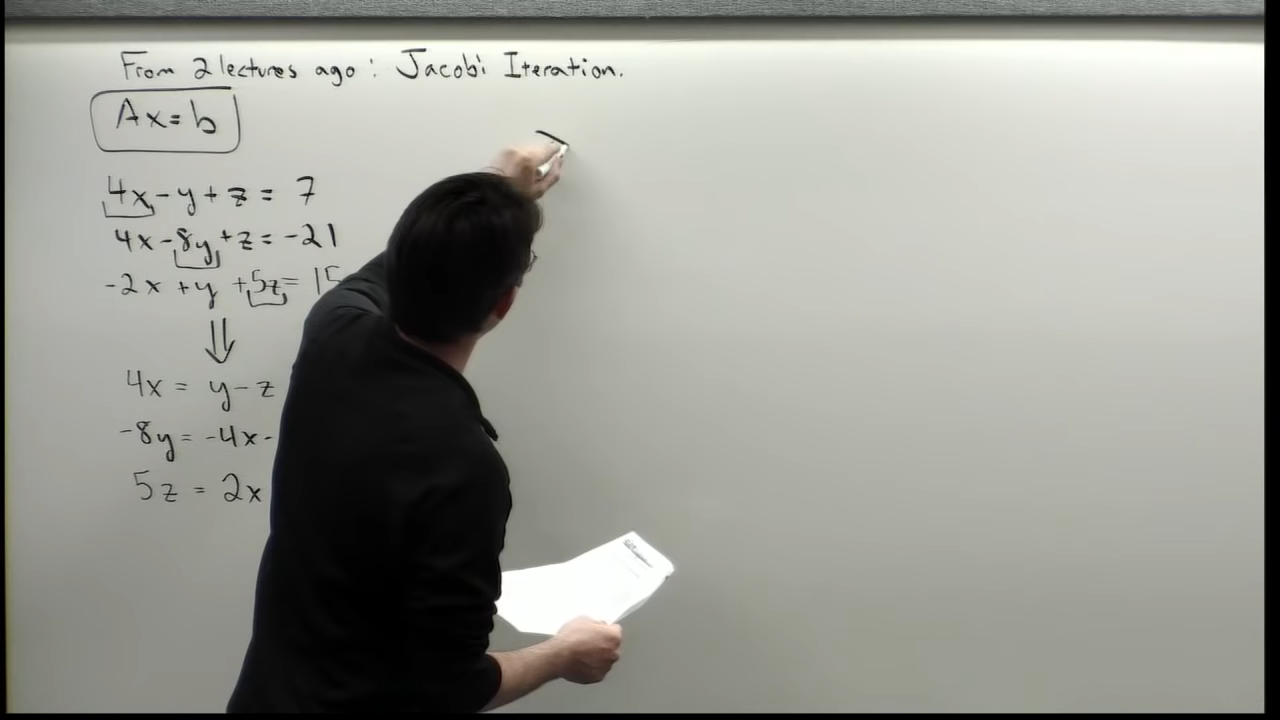 From 2 lectures ago : Jacobi Iteration.
Ax = b
4x - y + z = 7
4x - 8y + z = -21
-2x + y + 5z = 15
4x = y - z
-8y = -4x -
5z = 2x